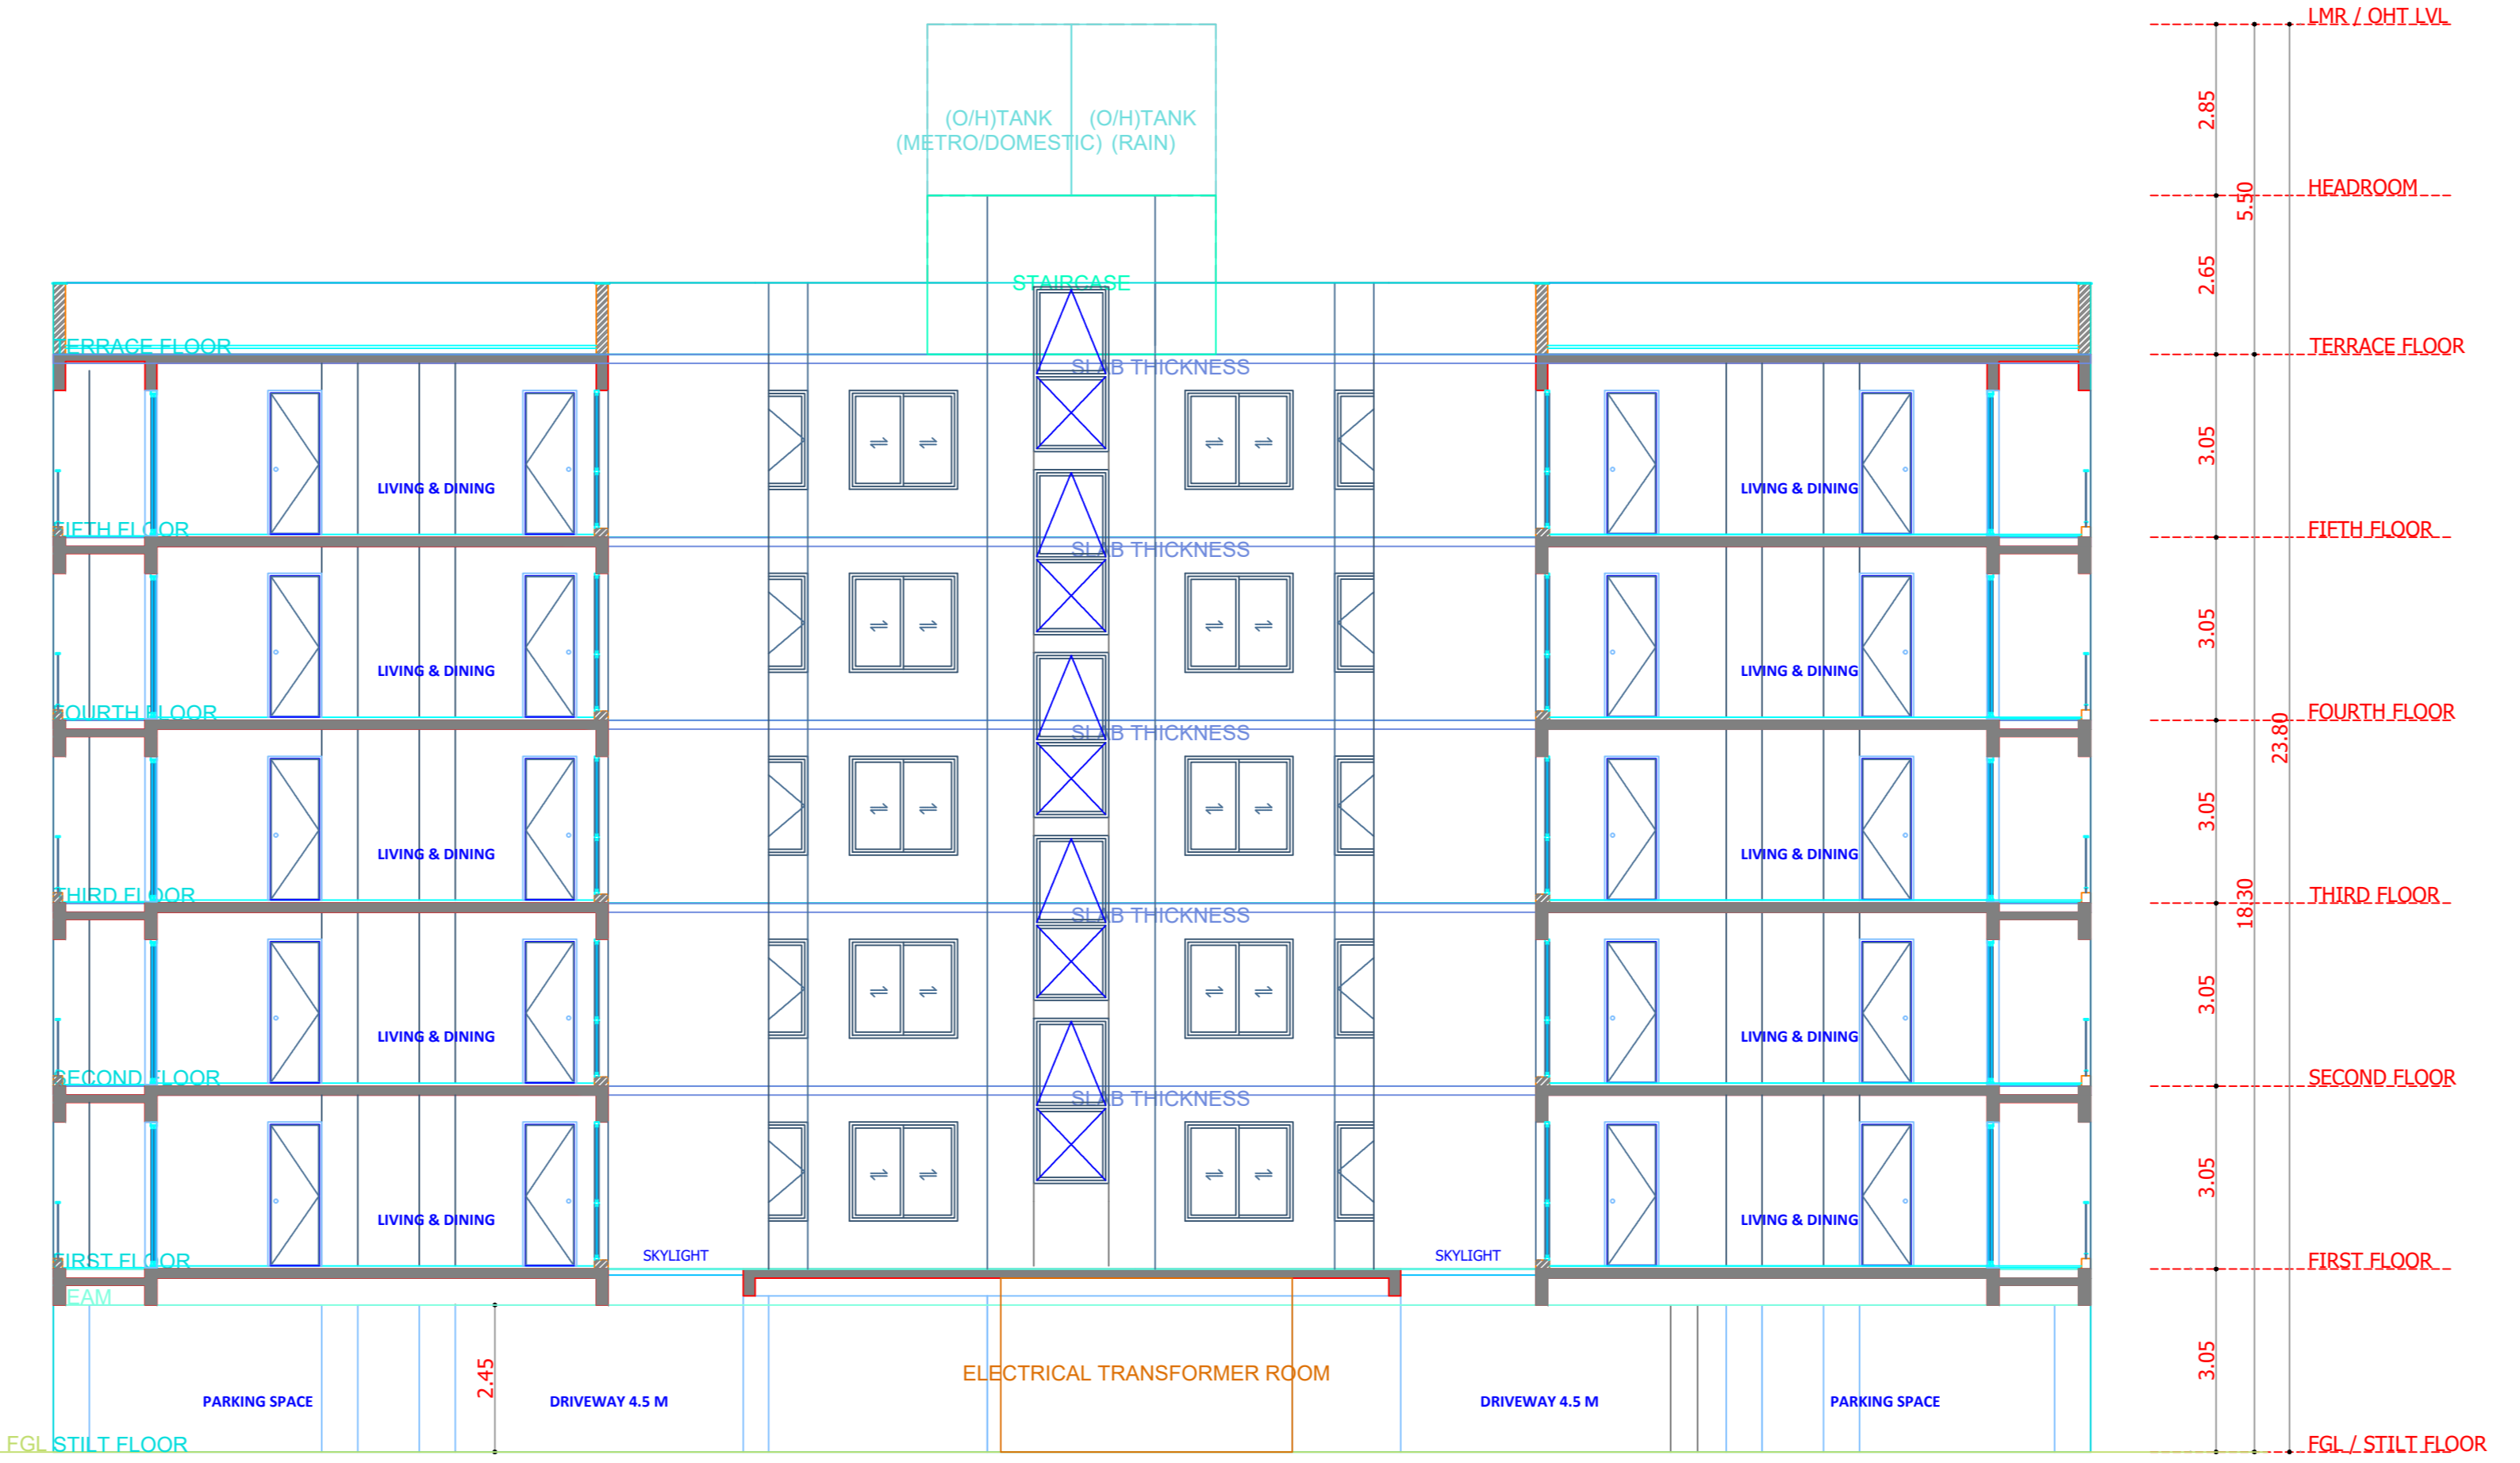 LMR / OHT LVL
2.85
(O/H)TANK
(METRO/DOMESTIC)
(O/H)TANK
(RAIN)
HEADROOM
5.50
2.65
STAIRCASE
TERRACE FLOOR
SLAB THICKNESS
TERRACE FLOOR
3.05
LIVING & DINING
LIVING & DINING
FIFTH FLOOR
SLAB THICKNESS
FIFTH FLOOR
3.05
LIVING & DINING
LIVING & DINING
FOURTH FLOOR
SLAB THICKNESS
FOURTH FLOOR
23.80
3.05
LIVING & DINING
LIVING & DINING
THIRD FLOOR
SLAB THICKNESS
THIRD FLOOR
18.30
3.05
LIVING & DINING
LIVING & DINING
SECOND FLOOR
SLAB THICKNESS
SECOND FLOOR
3.05
LIVING & DINING
LIVING & DINING
FIRST FLOOR
SKYLIGHT
SKYLIGHT
FIRST FLOOR
BEAM
2.45
ELECTRICAL TRANSFORMER ROOM
3.05
PARKING SPACE
DRIVEWAY 4.5 M
DRIVEWAY 4.5 M
PARKING SPACE
FGL
STILT FLOOR
FGL / STILT FLOOR